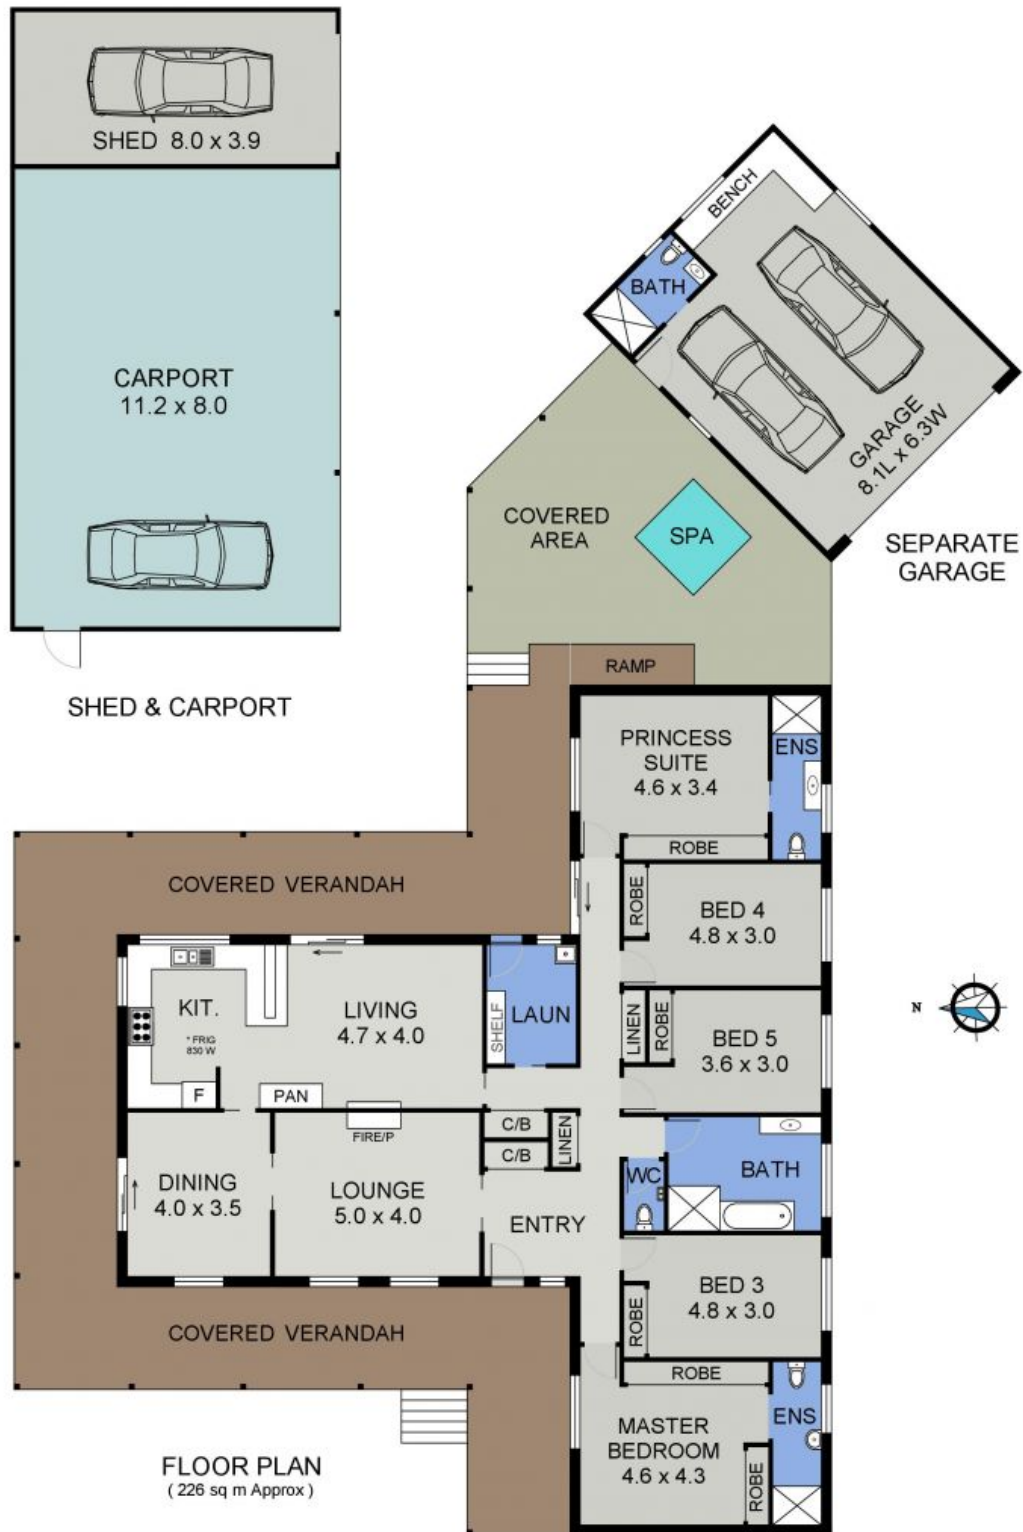 SHED 8.0 x 3.9
CARPORT
11.2 x 8.0
SHED & CARPORT
BENCH
BATH
GARAGE
8.1L x 6.3W
SEPARATE
GARAGE
COVERED
AREA
SPA
RAMP
PRINCESS
SUITE
4.6 x 3.4
ENS
ROBE
COVERED VERANDAH
ROBE
BED 4
4.8 x 3.0
KIT.
* FRIG
830 W
F
PAN
LIVING
4.7 x 4.0
SHELF
LAUN
LINEN
ROBE
BED 5
3.6 x 3.0
N
FIRE/P
C/B
C/B
LINEN
DINING
4.0 x 3.5
LOUNGE
5.0 x 4.0
ENTRY
WC
BATH
BED 3
4.8 x 3.0
ROBE
COVERED VERANDAH
ROBE
MASTER
BEDROOM
4.6 x 4.3
ENS
ROBE
FLOOR PLAN
( 226 sq m Approx )